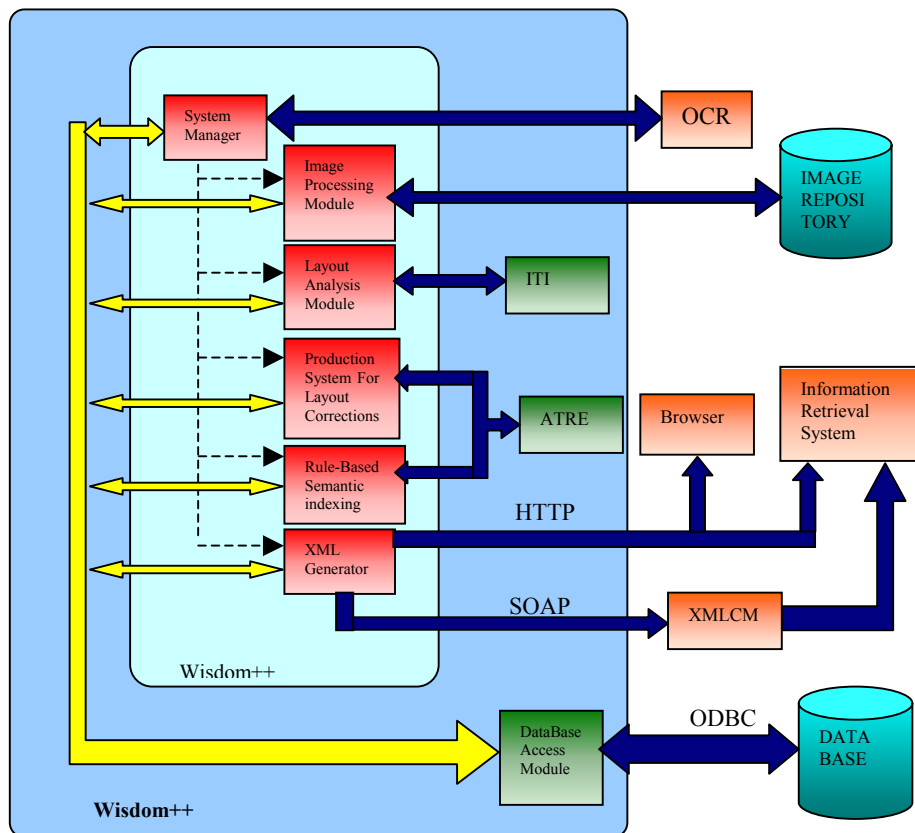 System
Manager
OCR
Image
Processing
Module
IMAGE
REPOSI
TORY
Layout
Analysis
Module
ITI
Production
System For
Layout
Corrections
ATRE
Browser
Information
Retrieval
System
Rule-Based
Semantic
indexing
HTTP
XML
Generator
SOAP
XMLCM
Wisdom++
ODBC
DataBase
Access
Module
DATA
BASE
Wisdom++